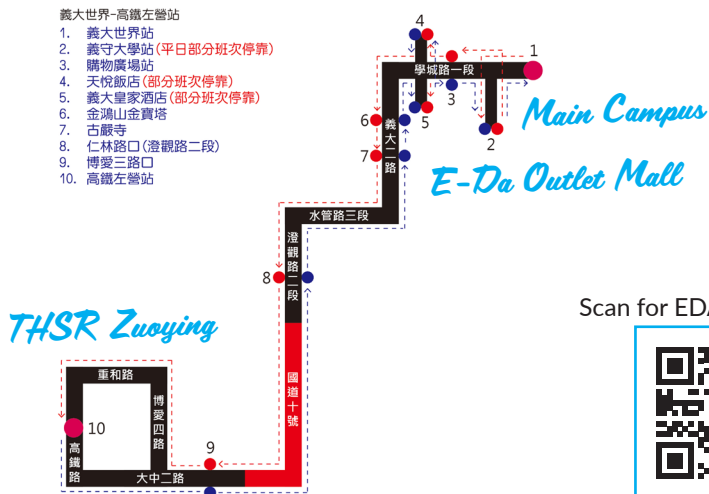 義大世界-高鐵左營站
1. 義大世界站
2. 義守大學站(平日部分班次停靠)
3. 購物廣場站
4. 天悅飯店(部分班次停靠)
5. 義大皇家酒店(部分班次停靠)
6. 金鴻山金寶塔
7. 古嚴寺
8. 仁林路口(澄觀路二段)
9. 博愛三路口
10. 高鐵左營站
4
1
學城路一段
3
5
2
Main Campus
6
義大二路
7
E-Da Outlet Mall
水管路三段
澄觀路二段
8
Scan for EDA
THSR Zuoying
國道十號
重和路
博愛四路
10
高鐵路
9
大中二路